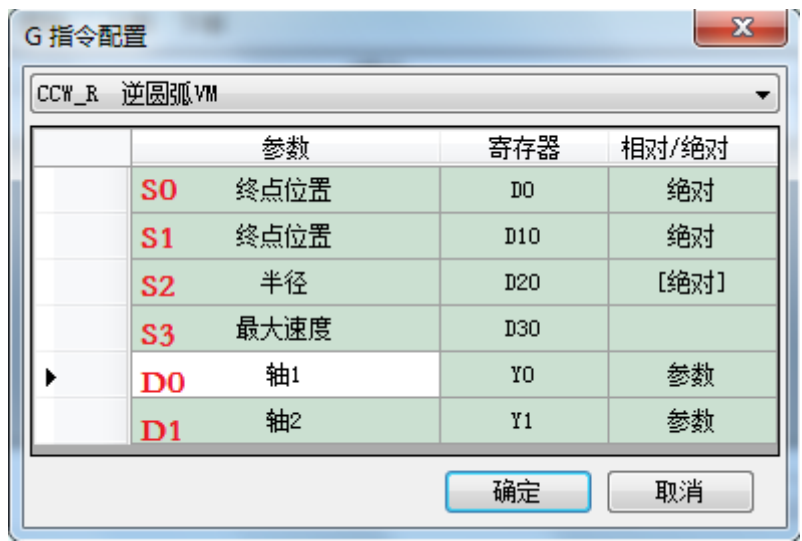 G 指令配置
CCW_R 逆圆弧VM
参数 寄存器 相对/绝对
S0 终点位置 D0 绝对
S1 终点位置 D10 绝对
S2 半径 D20 [绝对]
S3 最大速度 D30
D0 轴1 Y0 参数
D1 轴2 Y1 参数
确定 取消